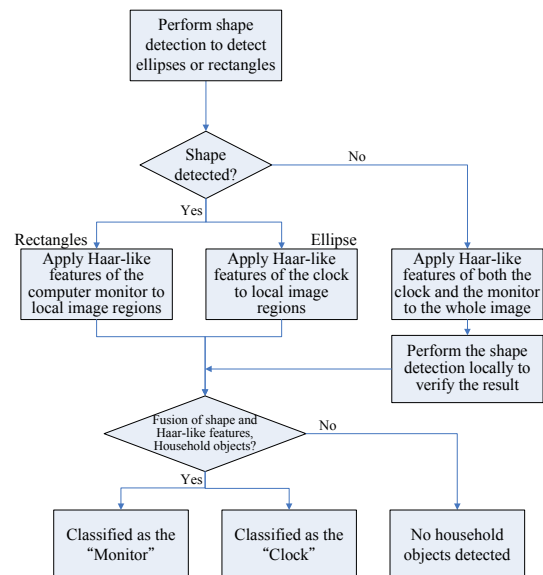 Perform shape
detection to detect
ellipses or rectangles
Shape
detected?
No
Yes
Rectangles
Ellipse
Apply Haar-like
features of the
computer monitor to
local image regions
Apply Haar-like
features of the clock
to local image
regions
Apply Haar-like
features of both the
clock and the monitor
to the whole image
Perform the shape
detection locally to
verify the result
Fusion of shape and
Haar-like features,
Household objects?
No
Yes
Classified as the
“Monitor”
Classified as the
“Clock”
No household
objects detected